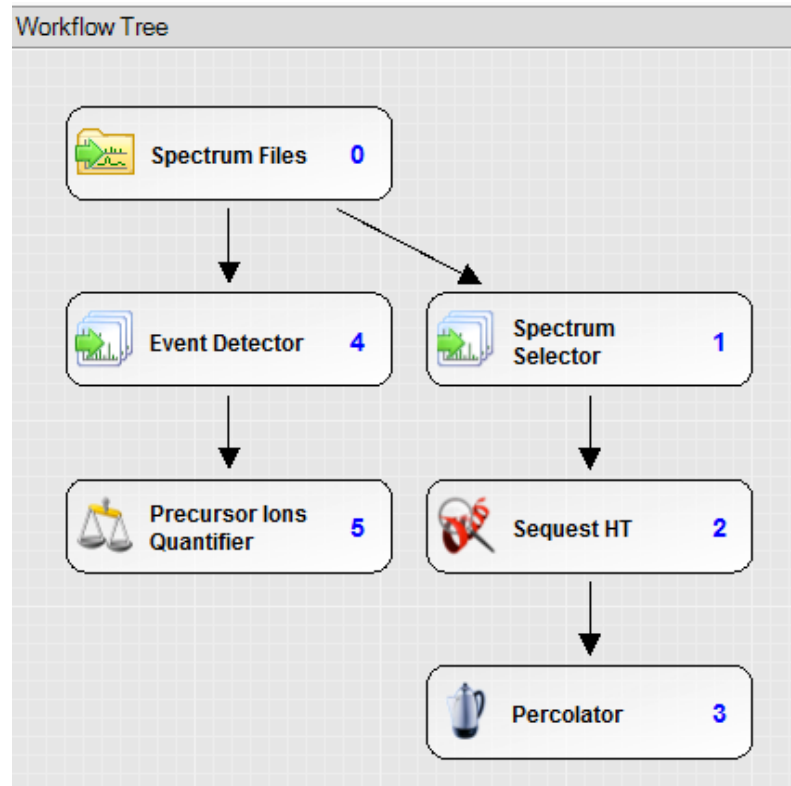 Workflow Tree
Spectrum Files 0
Event Detector 4
Spectrum
Selector 1
Precursor Ions
Quantifier 5
Sequest HT 2
Percolator 3